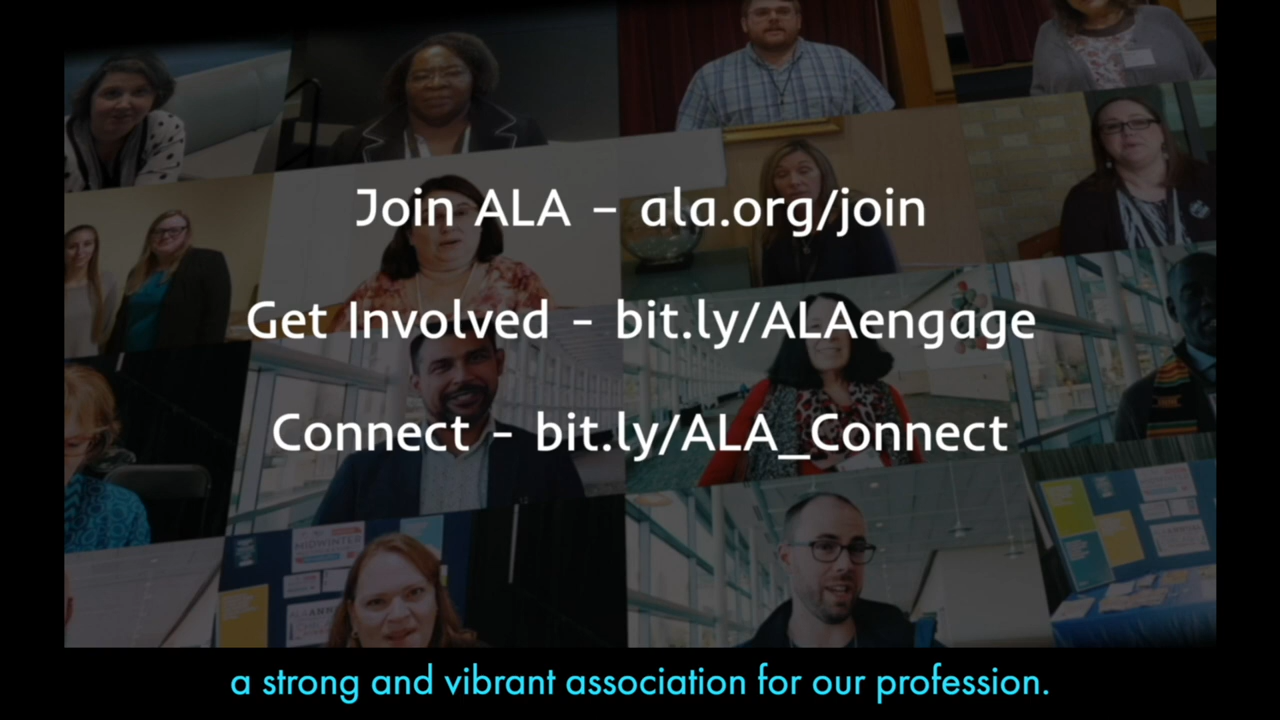 Join ALA – ala.org/join
Get Involved – bit.ly/ALAengage
Connect – bit.ly/ALA_Connect
MIDWINTER
a strong and vibrant association for our profession.